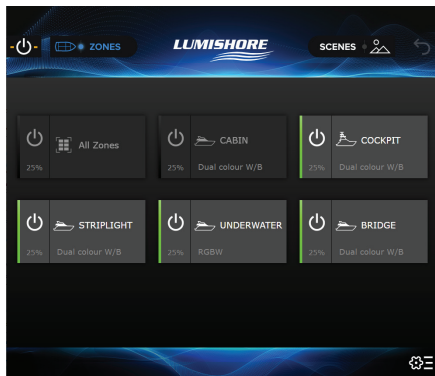 ZONES
LUMISHORE
SCENES
All Zones
25%
CABIN
25% Dual colour W/B
COCKPIT
25% Dual colour W/B
STRIPLIGHT
25% Dual colour W/B
UNDERWATER
25% RGBW
BRIDGE
25% Dual colour W/B